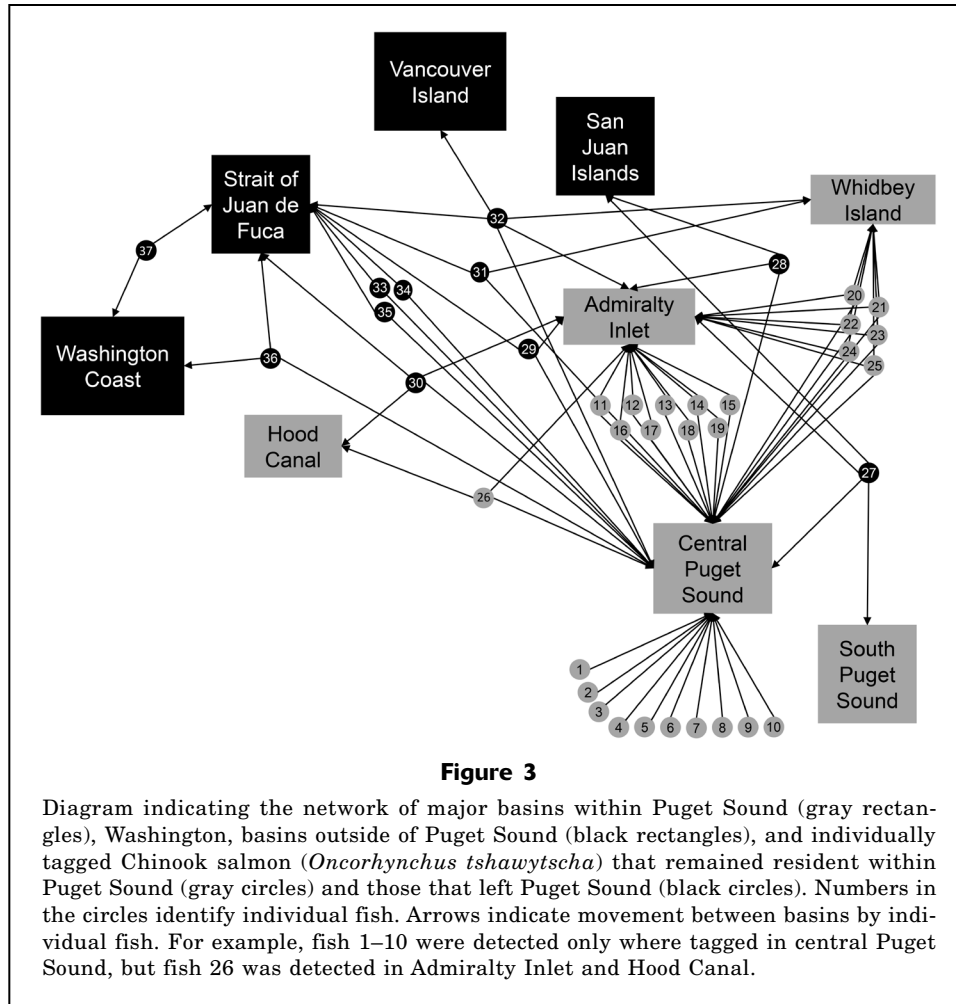 Vancouver
Island
San
Juan
Islands
Strait of
Juan de
Fuca
Whidbey
Island
32
37
31
28
33
34
20
21
35
Admiralty
Inlet
22
23
Washington
Coast
29
24
36
25
30
11
12
13
14
15
Hood
Canal
16
17
18
19
27
26
Central
Puget
Sound
South
Puget
Sound
1
2
3
4
5
6
7
8
9
10
Figure 3
Diagram indicating the network of major basins within Puget Sound (gray rectan-
gles), Washington, basins outside of Puget Sound (black rectangles), and individually
tagged Chinook salmon (Oncorhynchus tshawytscha) that remained resident within
Puget Sound (gray circles) and those that left Puget Sound (black circles). Numbers in
the circles identify individual fish. Arrows indicate movement between basins by indi-
vidual fish. For example, fish 1–10 were detected only where tagged in central Puget
Sound, but fish 26 was detected in Admiralty Inlet and Hood Canal.